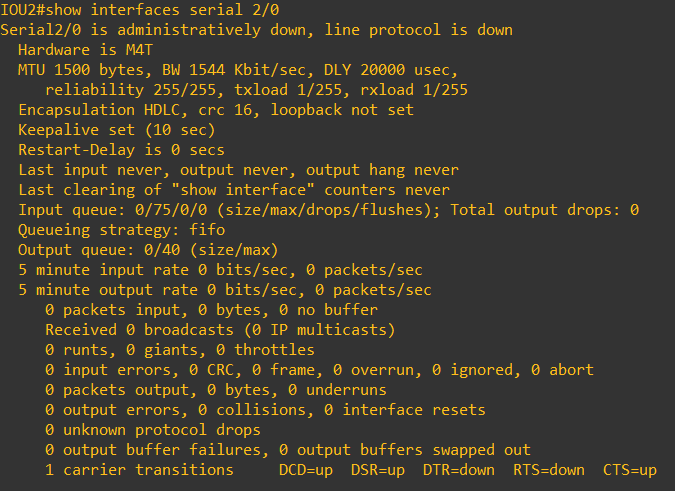 IOU2#show interfaces serial 2/0
Serial2/0 is administratively down, line protocol is down
Hardware is M4T
MTU 1500 bytes, BW 1544 Kbit/sec, DLY 20000 usec,
reliability 255/255, txload 1/255, rxload 1/255
Encapsulation HDLC, crc 16, loopback not set
Keepalive set (10 sec)
Restart-Delay is 0 secs
Last input never, output never, output hang never
Last clearing of "show interface" counters never
Input queue: 0/75/0/0 (size/max/drops/flushes); Total output drops: 0
Queueing strategy: fifo
Output queue: 0/40 (size/max)
5 minute input rate 0 bits/sec, 0 packets/sec
5 minute output rate 0 bits/sec, 0 packets/sec
0 packets input, 0 bytes, 0 no buffer
Received 0 broadcasts (0 IP multicasts)
0 runts, 0 giants, 0 throttles
0 input errors, 0 CRC, 0 frame, 0 overrun, 0 ignored, 0 abort
0 packets output, 0 bytes, 0 underruns
0 output errors, 0 collisions, 0 interface resets
0 unknown protocol drops
0 output buffer failures, 0 output buffers swapped out
1 carrier transitions DCD=up DSR=up DTR=down RTS=down CTS=up